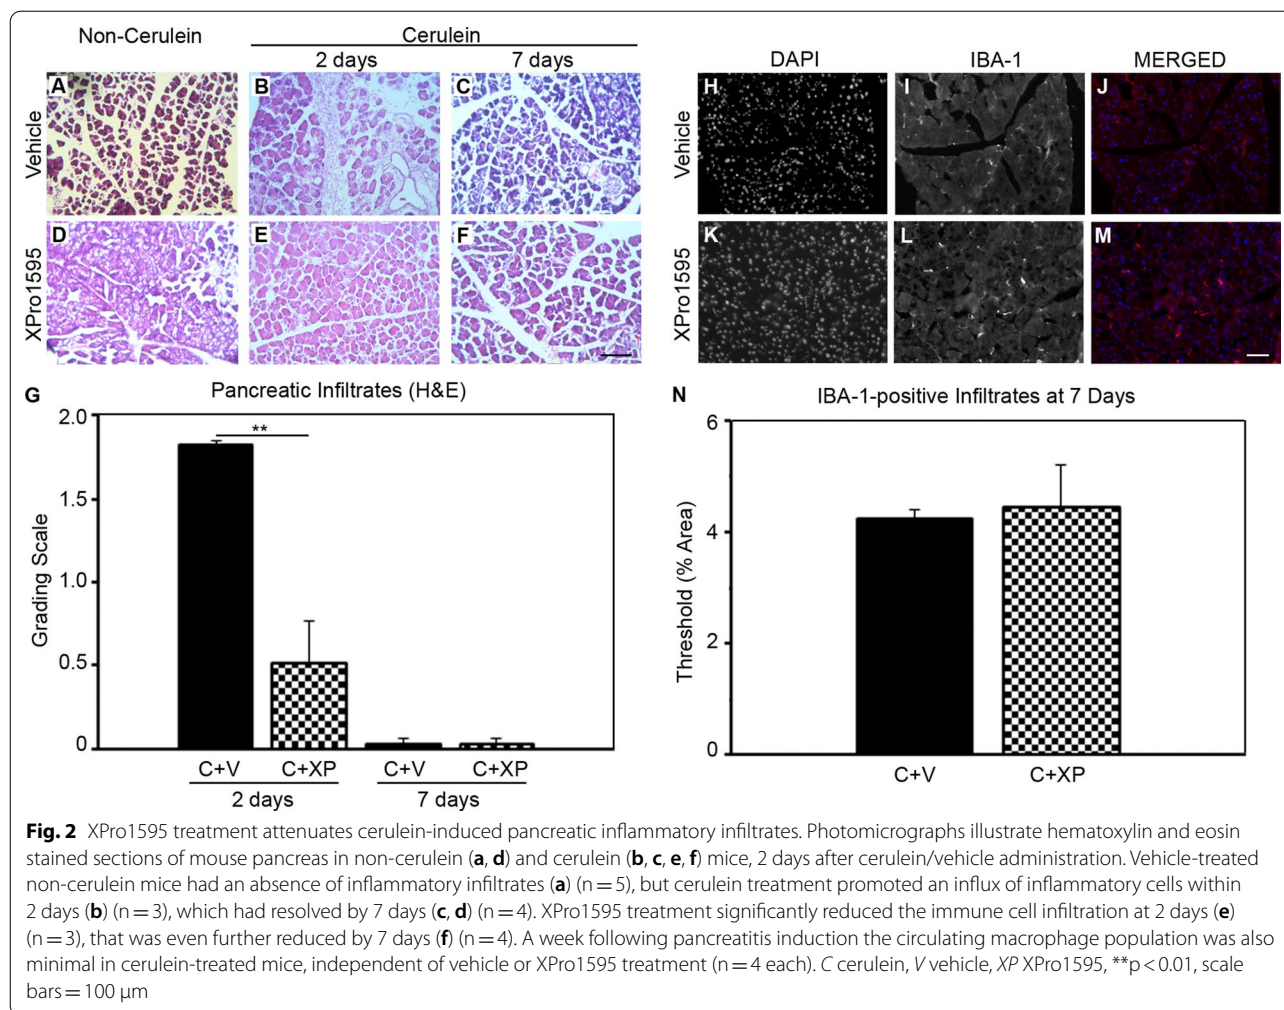 Non-Cerulein
Cerulein
2 days
7 days
Vehicle
XPro1595
A
B
C
D
E
F
DAPI
IBA-1
MERGED
Vehicle
XPro1595
H
I
J
K
L
M
G
Pancreatic Infiltrates (H&E)
Grading Scale
2.0
1.5
1.0
0.5
0
**
C+V
C+XP
C+V
C+XP
2 days
7 days
N
IBA-1-positive Infiltrates at 7 Days
Threshold (% Area)
6
4
2
0
C+V
C+XP
Fig. 2 XPro1595 treatment attenuates cerulein-induced pancreatic inflammatory infiltrates. Photomicrographs illustrate hematoxylin and eosin
stained sections of mouse pancreas in non-cerulein (a, d) and cerulein (b, c, e, f) mice, 2 days after cerulein/vehicle administration. Vehicle-treated
non-cerulein mice had an absence of inflammatory infiltrates (a) (n = 5), but cerulein treatment promoted an influx of inflammatory cells within
2 days (b) (n = 3), which had resolved by 7 days (c, d) (n = 4). XPro1595 treatment significantly reduced the immune cell infiltration at 2 days (e)
(n = 3), that was even further reduced by 7 days (f) (n = 4). A week following pancreatitis induction the circulating macrophage population was also
minimal in cerulein-treated mice, independent of vehicle or XPro1595 treatment (n = 4 each). C cerulein, V vehicle, XP XPro1595, **p < 0.01, scale
bars = 100 µm